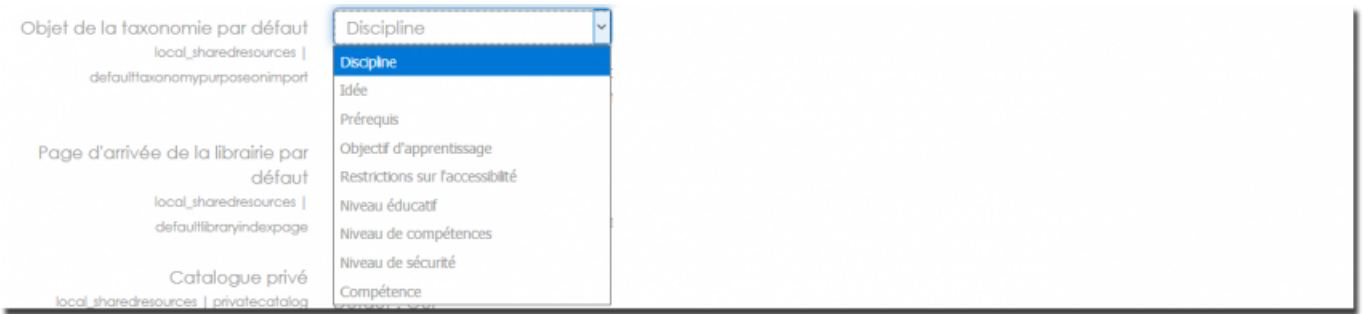 Objet de la taxonomie par défaut
Discipline
local_sharedresources |
defaulttaxonomypurposeonimport
Discipline
Idée
Prérequis
Objectif d'apprentissage
Restrictions sur l'accessibilité
Niveau éducatif
Niveau de compétences
Niveau de sécurité
Compétence
Page d'arrivée de la librairie par
défaut
local_sharedresources |
defaultlibraryindexpage
Catalogue privé
local_sharedresources | privatecatalog